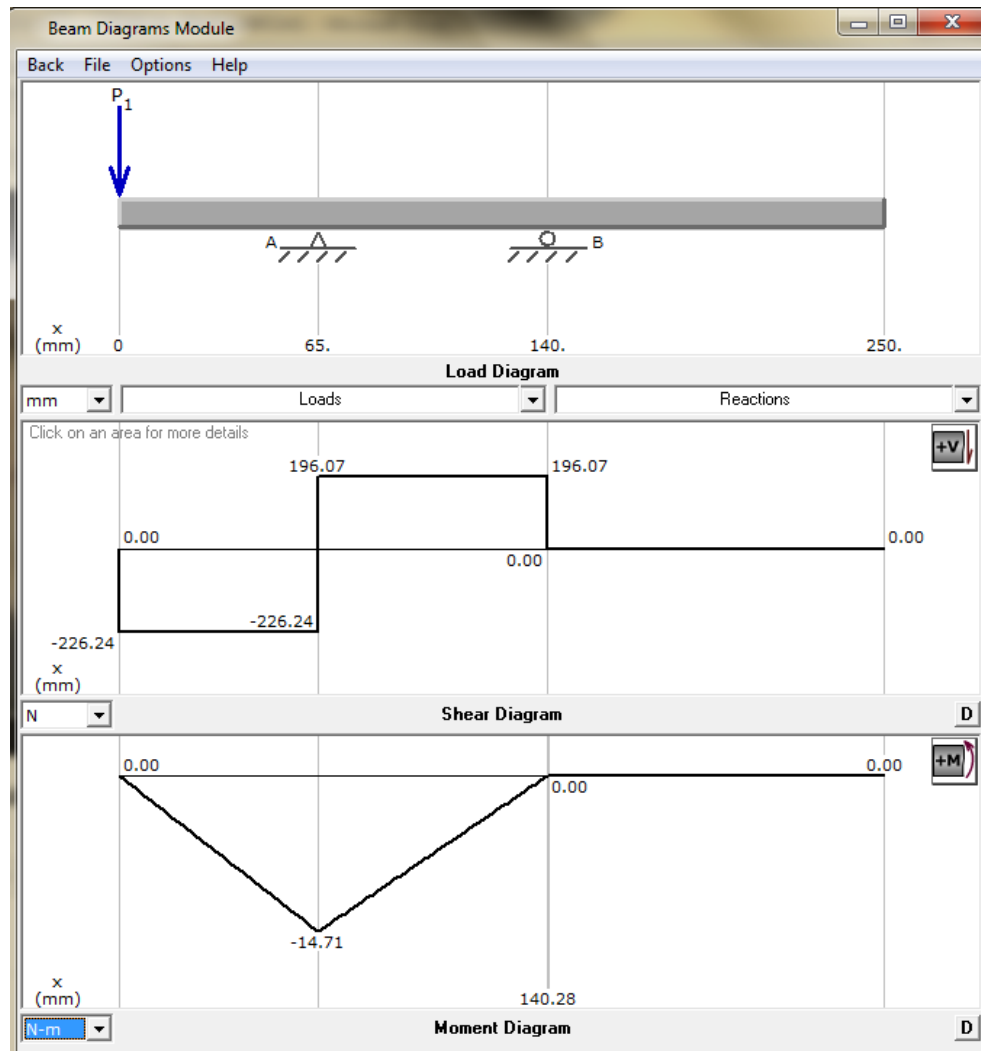 Beam Diagrams Module
Back File Options Help
P1
A B
x
(mm) 0 65. 140. 250.
Load Diagram
mm Loads Reactions
Click on an area for more details
+V
196.07 196.07
0.00 0.00
0.00
-226.24
-226.24
x
(mm)
N Shear Diagram D
0.00 0.00 +M
0.00
-14.71
x
(mm) 140.28
N-m Moment Diagram D